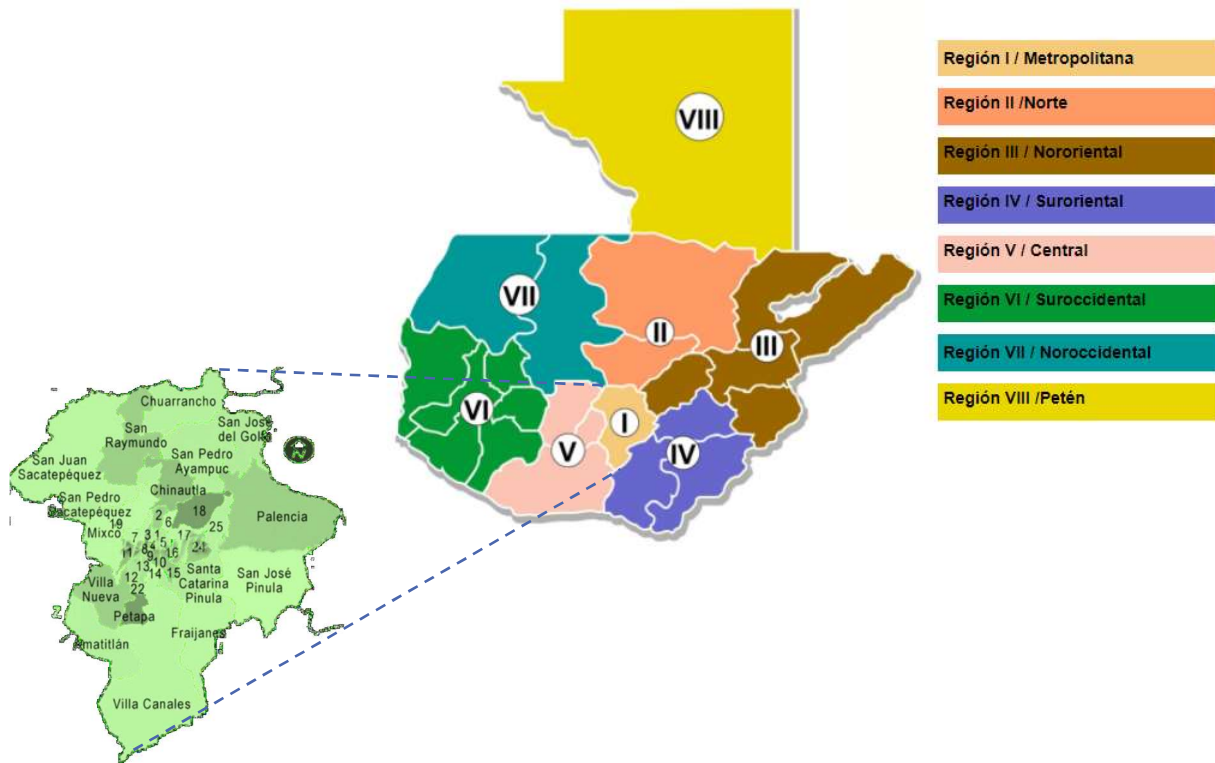 VIII
VII
II
III
VI
I
V
IV
Región I / Metropolitana
Región II /Norte
Región III / Nororiental
Región IV / Suroriental
Región V / Central
Región VI / Suroccidental
Región VII / Noroccidental
Región VIII /Petén
Chuarrancho
San José
del Golfo
San
Raymundo
San Juan
Sacatepéquez
San Pedro
Ayampuc
Chinautla
San Pedro
Sacatepéquez
Palencia
Mixco
19
2
6
18
25
7
3
1
5
17
24
11
8
4
9
16
10
13
14
15
12
22
Villa
Nueva
Santa
Catarina
Pinula
San José
Pinula
Petapa
Fraijanes
Amatitlán
Villa Canales
N